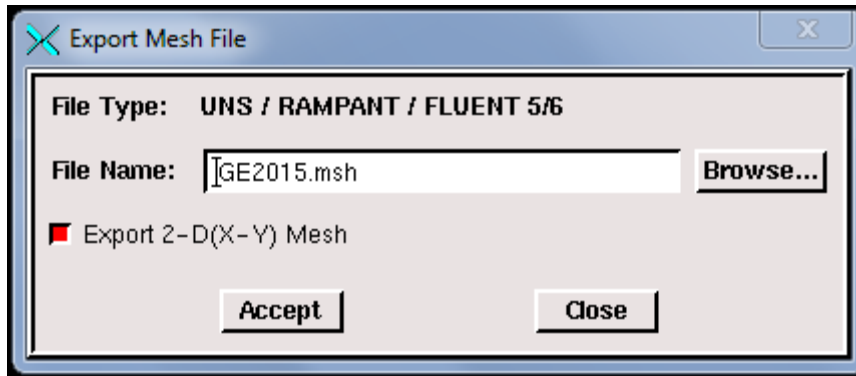 Export Mesh File
File Type: UNS / RAMPANT / FLUENT 5/6
File Name: GE2015.msh Browse...
Export 2-D(X-Y) Mesh
Accept Close